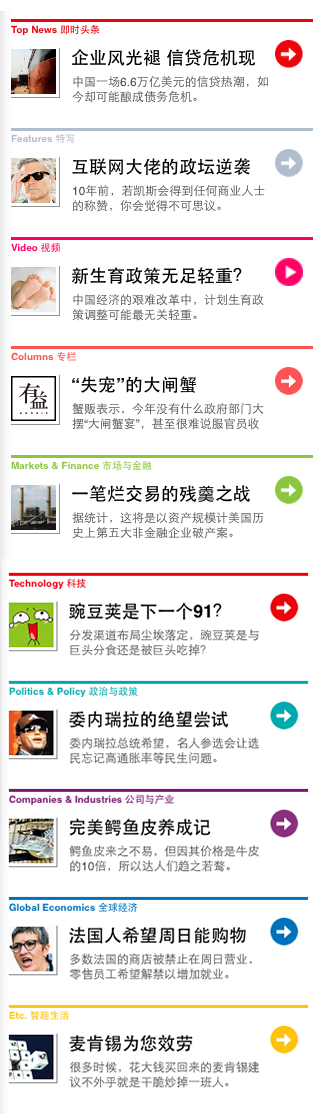 Top News 即时头条
企业风光褪 信贷危机现
中国一场6.6万亿美元的信贷热潮，如
今却可能酿成债务危机。
Features 特写
互联网大佬的政坛逆袭
10年前，若凯斯会得到任何商业人士
的称赞，你会觉得不可思议。
Video 视频
新生育政策无足轻重？
中国经济的艰难改革中，计划生育政
策调整可能最无关轻重。
Columns 专栏
有益
“失宠”的大闸蟹
蟹贩表示，今年没有什么政府部门大
摆“大闸蟹宴”，甚至很难说服官员收
Markets & Finance 市场与金融
一笔烂交易的残羹之战
据统计，这将是以资产规模计美国历
史上第五大非金融企业破产案。
Technology 科技
豌豆荚是下一个91？
分发渠道布局尘埃落定，豌豆荚是与
巨头分食还是被巨头吃掉？
Politics & Policy 政治与政策
委内瑞拉的绝望尝试
委内瑞拉总统希望，名人参选会让选
民忘记高通胀率等民生问题。
Companies & Industries 公司与产业
完美鳄鱼皮养成记
鳄鱼皮来之不易，但因其价格是牛皮
的10倍，所以达人们趋之若鹜。
Global Economics 全球经济
法国人希望周日能购物
多数法国的商店被禁止在周日营业，
零售员工希望解禁以增加就业。
Etc. 智趣生活
麦肯锡为您效劳
很多时候，花大钱买回来的麦肯锡建
议不外乎就是干脆炒掉一班人。